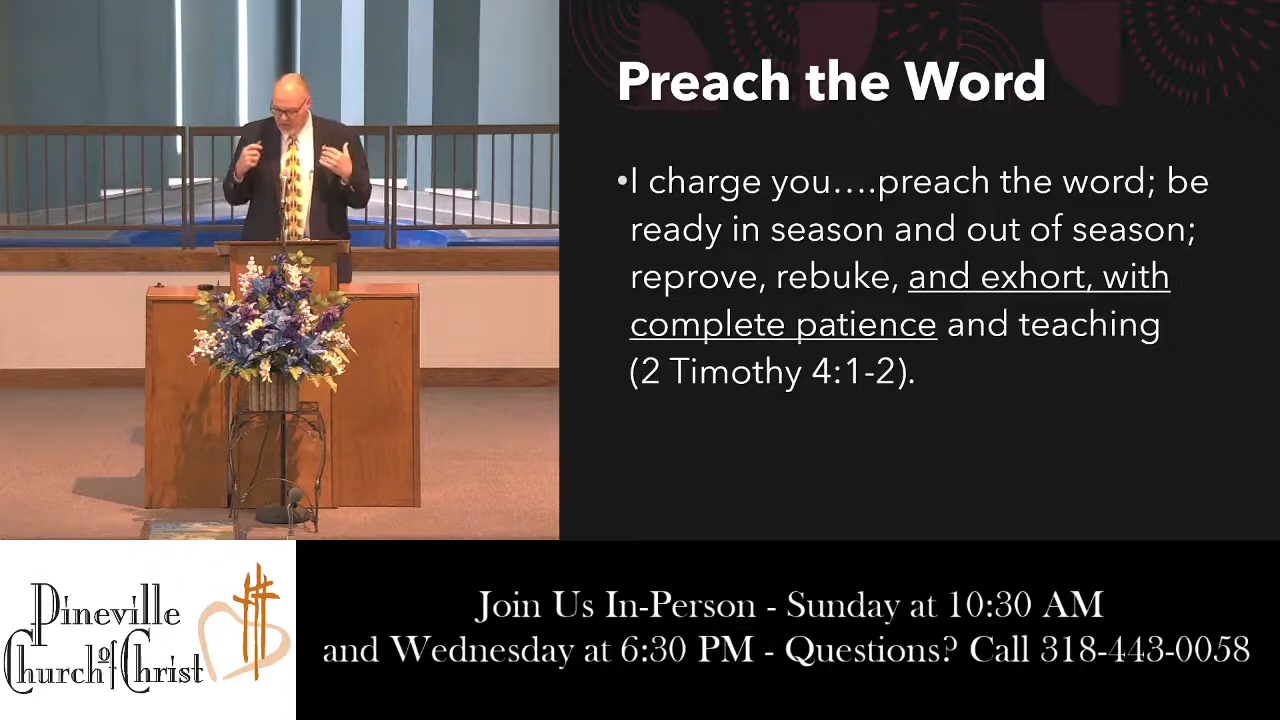 Preach the Word
•I charge you....preach the word; be
ready in season and out of season;
reprove, rebuke, and exhort, with
complete patience and teaching
(2 Timothy 4:1-2).
Pineville
Church of Christ
Join Us In-Person - Sunday at 10:30 AM
and Wednesday at 6:30 PM - Questions? Call 318-443-0058